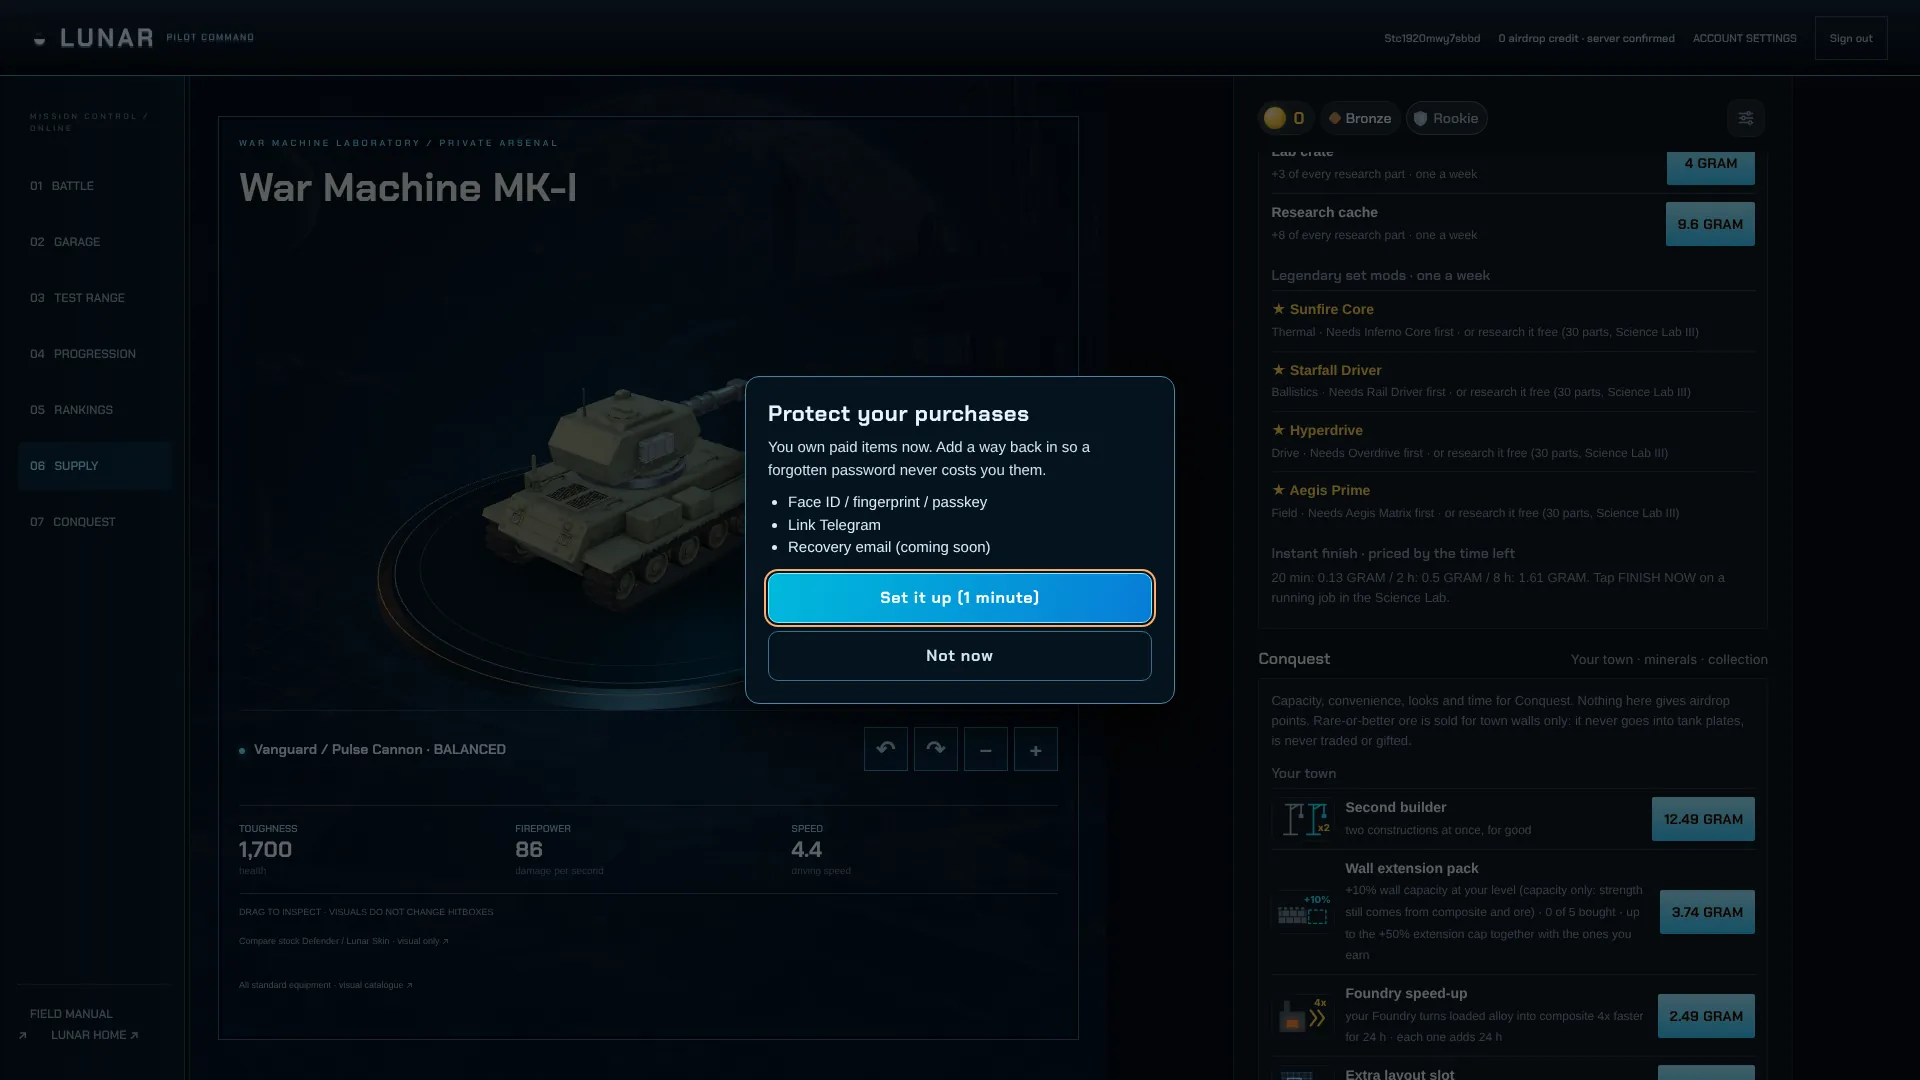 LUNAR PILOT COMMAND
Stc1920mwy7sbbd 0 airdrop credit · server confirmed ACCOUNT SETTINGS Sign out
MISSION CONTROL /
ONLINE
01 BATTLE
02 GARAGE
03 TEST RANGE
04 PROGRESSION
05 RANKINGS
06 SUPPLY
07 CONQUEST
FIELD MANUAL
↗ LUNAR HOME ↗
WAR MACHINE LABORATORY / PRIVATE ARSENAL
War Machine MK-I
Vanguard / Pulse Cannon · BALANCED
↶ ↷ − +
TOUGHNESS
1,700
health
FIREPOWER
86
damage per second
SPEED
4.4
driving speed
DRAG TO INSPECT · VISUALS DO NOT CHANGE HITBOXES
Compare stock Defender / Lunar Skin · visual only ↗
All standard equipment · visual catalogue ↗
Protect your purchases
You own paid items now. Add a way back in so a
forgotten password never costs you them.
• Face ID / fingerprint / passkey
• Link Telegram
• Recovery email (coming soon)
Set it up (1 minute)
Not now
0 Bronze Rookie
Lab crate
+3 of every research part · one a week
4 GRAM
Research cache
+8 of every research part · one a week
9.6 GRAM
Legendary set mods · one a week
★ Sunfire Core
Thermal · Needs Inferno Core first · or research it free (30 parts, Science Lab III)
★ Starfall Driver
Ballistics · Needs Rail Driver first · or research it free (30 parts, Science Lab III)
★ Hyperdrive
Drive · Needs Overdrive first · or research it free (30 parts, Science Lab III)
★ Aegis Prime
Field · Needs Aegis Matrix first · or research it free (30 parts, Science Lab III)
Instant finish · priced by the time left
20 min: 0.13 GRAM / 2 h: 0.5 GRAM / 8 h: 1.61 GRAM. Tap FINISH NOW on a
running job in the Science Lab.
Conquest Your town · minerals · collection
Capacity, convenience, looks and time for Conquest. Nothing here gives airdrop
points. Rare-or-better ore is sold for town walls only: it never goes into tank plates,
is never traded or gifted.
Your town
x2
Second builder
two constructions at once, for good
12.49 GRAM
+10%
Wall extension pack
+10% wall capacity at your level (capacity only: strength
still comes from composite and ore) · 0 of 5 bought · up
to the +50% extension cap together with the ones you
earn
3.74 GRAM
4x
Foundry speed-up
your Foundry turns loaded alloy into composite 4x faster
for 24 h · each one adds 24 h
2.49 GRAM
Extra layout slot